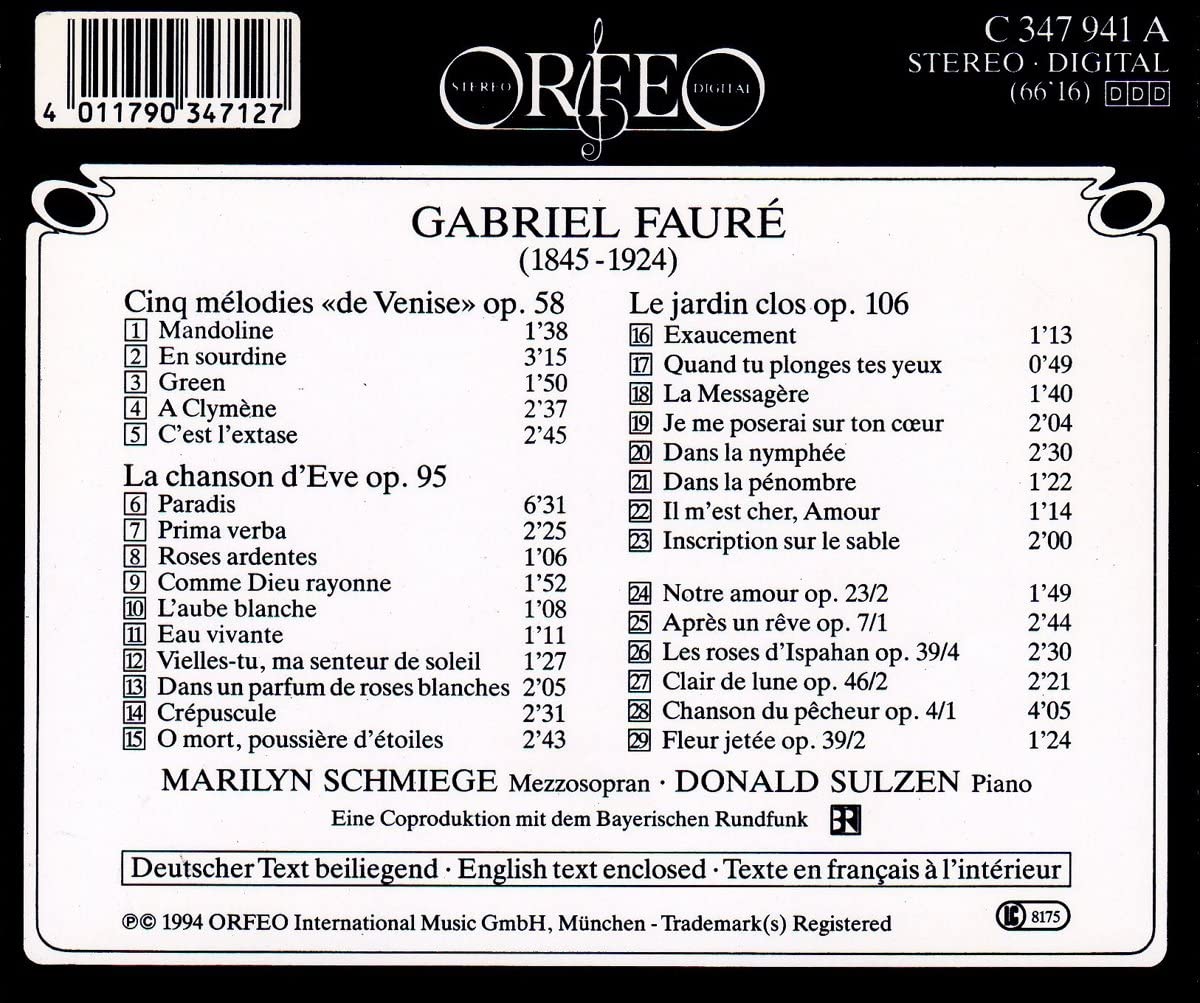 4 011790 347127
STEREO ORFEO DIGITAL
C 347 941 A
STEREO · DIGITAL
(66'16) DDD
GABRIEL FAURÉ
(1845-1924)
Cinq mélodies «de Venise» op. 58
1 Mandoline 1'38
2 En sourdine 3'15
3 Green 1'50
4 A Clymène 2'37
5 C'est l'extase 2'45
La chanson d'Eve op. 95
6 Paradis 6'31
7 Prima verba 2'25
8 Roses ardentes 1'06
9 Comme Dieu rayonne 1'52
10 L'aube blanche 1'08
11 Eau vivante 1'11
12 Vielles-tu, ma senteur de soleil 1'27
13 Dans un parfum de roses blanches 2'05
14 Crépuscule 2'31
15 O mort, poussière d'étoiles 2'43
Le jardin clos op. 106
16 Exaucement 1'13
17 Quand tu plonges tes yeux 0'49
18 La Messagère 1'40
19 Je me poserai sur ton cœur 2'04
20 Dans la nymphée 2'30
21 Dans la pénombre 1'22
22 Il m'est cher, Amour 1'14
23 Inscription sur le sable 2'00
24 Notre amour op. 23/2 1'49
25 Après un rêve op. 7/1 2'44
26 Les roses d'Ispahan op. 39/4 2'30
27 Clair de lune op. 46/2 2'21
28 Chanson du pêcheur op. 4/1 4'05
29 Fleur jetée op. 39/2 1'24
MARILYN SCHMIEGE Mezzosopran · DONALD SULZEN Piano
Eine Coproduktion mit dem Bayerischen Rundfunk BR
Deutscher Text beiliegend · English text enclosed · Texte en français à l'intérieur
℗© 1994 ORFEO International Music GmbH, München - Trademark(s) Registered
LC 8175